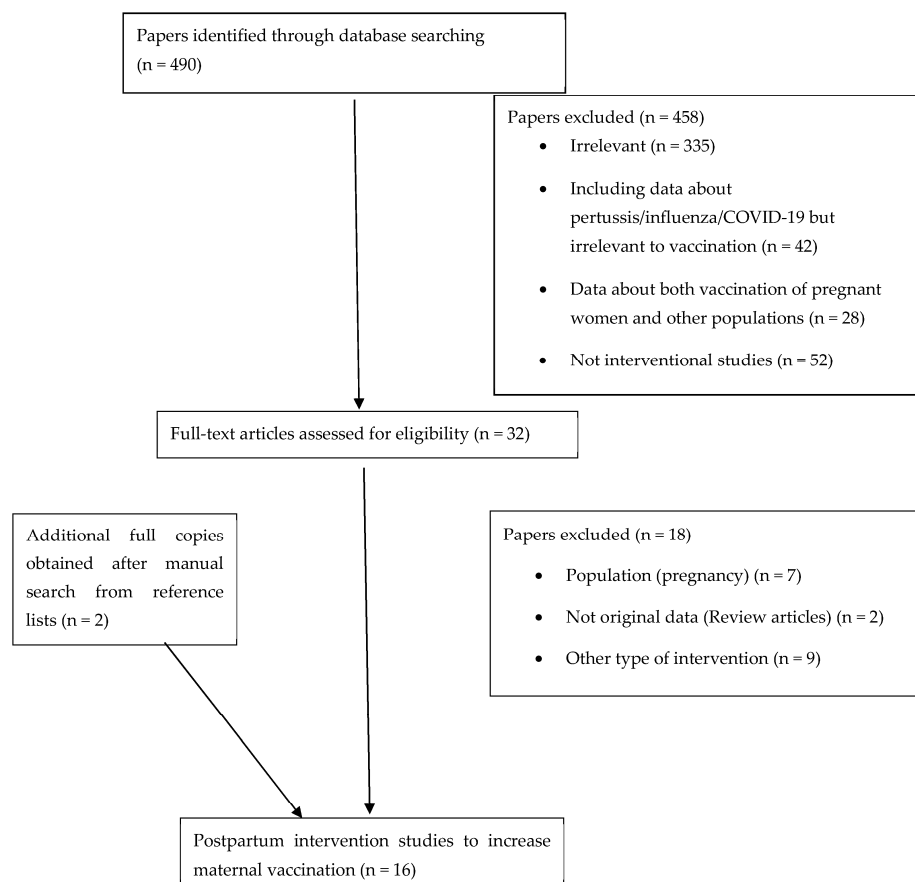 Papers identified through database searching
(n = 490)
Papers excluded (n = 458)
• Irrelevant (n = 335)
• Including data about
pertussis/influenza/COVID-19 but
irrelevant to vaccination (n = 42)
• Data about both vaccination of pregnant
women and other populations (n = 28)
• Not interventional studies (n = 52)
Full-text articles assessed for eligibility (n = 32)
Additional full copies
obtained after manual
search from reference
lists (n = 2)
Papers excluded (n = 18)
• Population (pregnancy) (n = 7)
• Not original data (Review articles) (n = 2)
• Other type of intervention (n = 9)
Postpartum intervention studies to increase
maternal vaccination (n = 16)